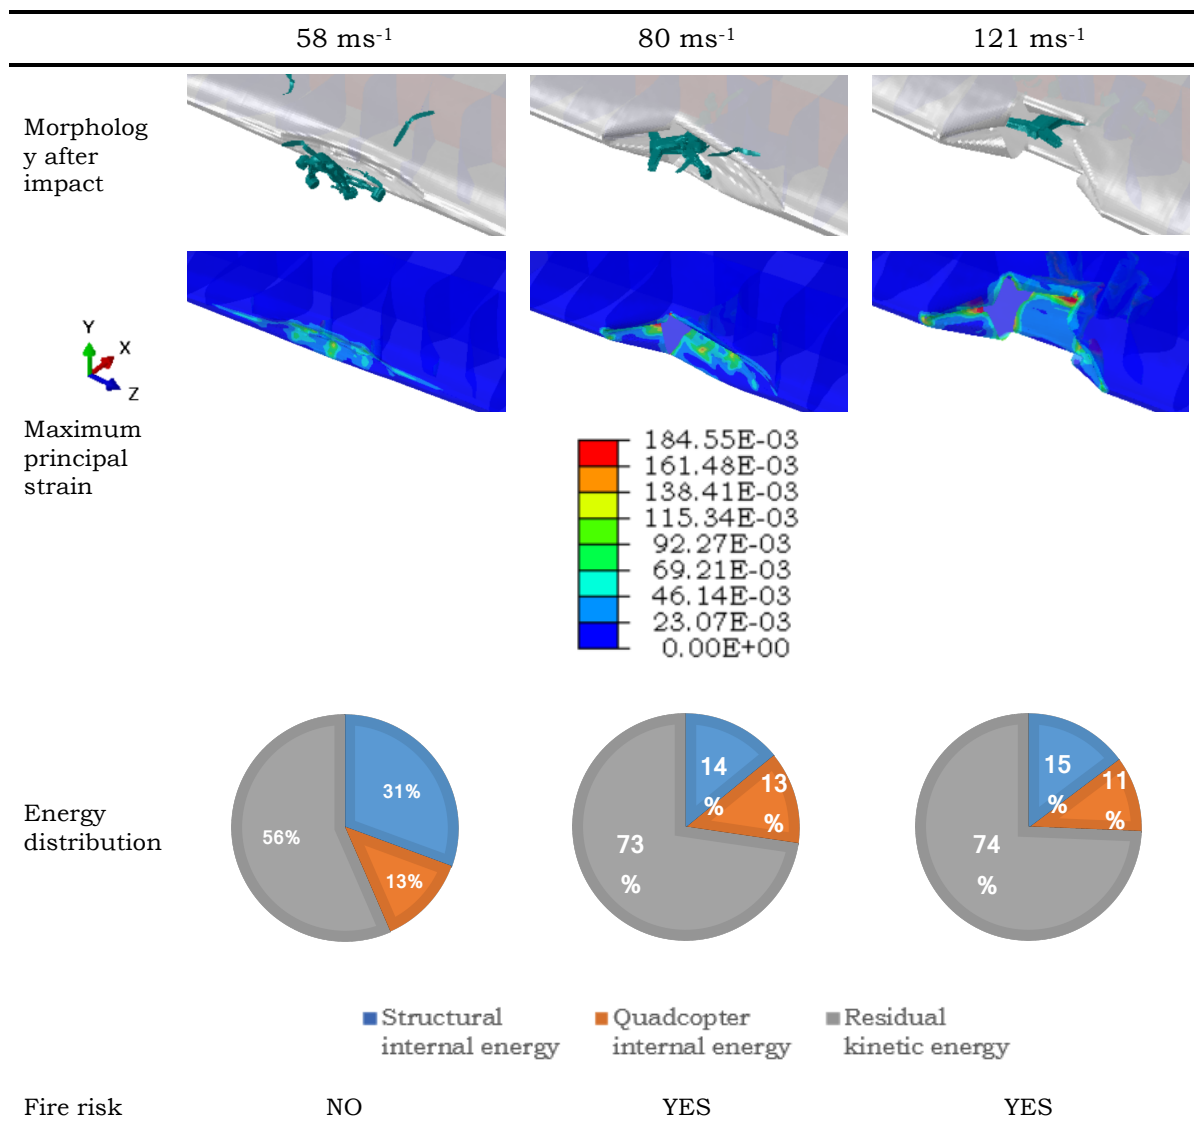 58 ms-1
80 ms-1
121 ms-1
Morpholog
y after
impact
Y
X
Z
Maximum
principal
strain
184.55E-03
161.48E-03
138.41E-03
115.34E-03
92.27E-03
69.21E-03
46.14E-03
23.07E-03
0.00E+00
Energy
distribution
31%
13%
56%
14
%
13
%
73
%
15
%
11
%
74
%
Structural
internal energy
Quadcopter
internal energy
Residual
kinetic energy
Fire risk
NO
YES
YES